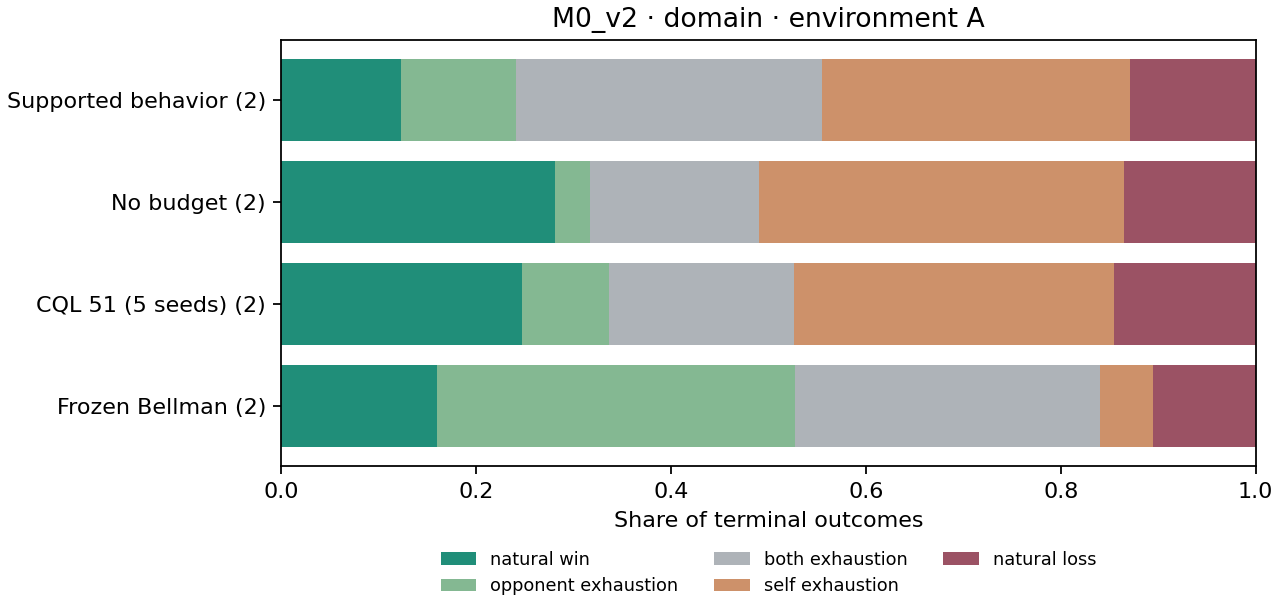 M0_v2 · domain · environment A
Supported behavior (2)
No budget (2)
CQL 51 (5 seeds) (2)
Frozen Bellman (2)
0.0 0.2 0.4 0.6 0.8 1.0
Share of terminal outcomes
natural win both exhaustion natural loss
opponent exhaustion self exhaustion